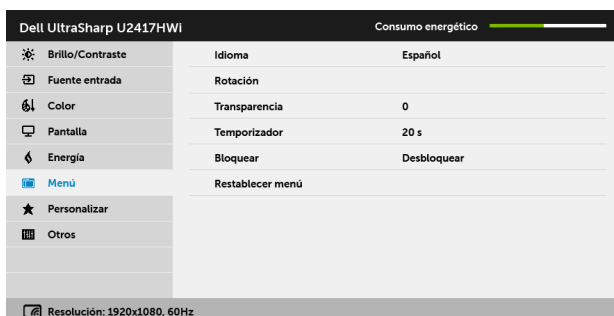 Dell UltraSharp U2417HWi Consumo energético
Brillo/Contraste Idioma Español
Fuente entrada Rotación
Color Transparencia 0
Pantalla Temporizador 20 s
Energía Bloquear Desbloquear
Menú Restablecer menú
Personalizar
Otros
Resolución: 1920x1080, 60Hz